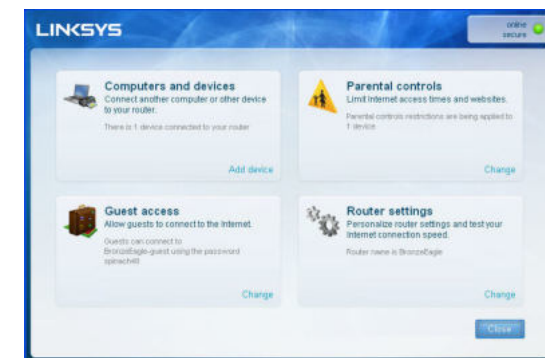 LINKSYS
online
secure
Computers and devices
Connect another computer or other device
to your router.
There is 1 device connected to your router
Add device
Parental controls
Limit Internet access times and websites.
Parental controls restrictions are being applied to
1 device
Change
Guest access
Allow guests to connect to the Internet.
Guests can connect to
BronzeEagle-guest using the password
spinach48
Change
Router settings
Personalize router settings and test your
Internet connection speed.
Router name is BronzeEagle
Change
Close